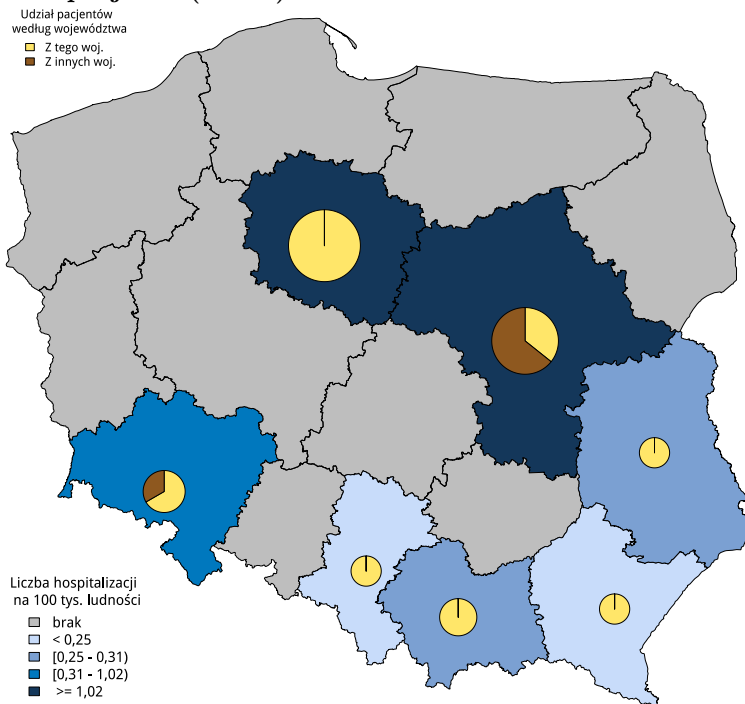 Udział pacjentów
według województwa
Z tego woj.
Z innych woj.
Liczba hospitalizacji
na 100 tys. ludności
brak
< 0,25
[0,25 - 0,31)
[0,31 - 1,02)
>= 1,02